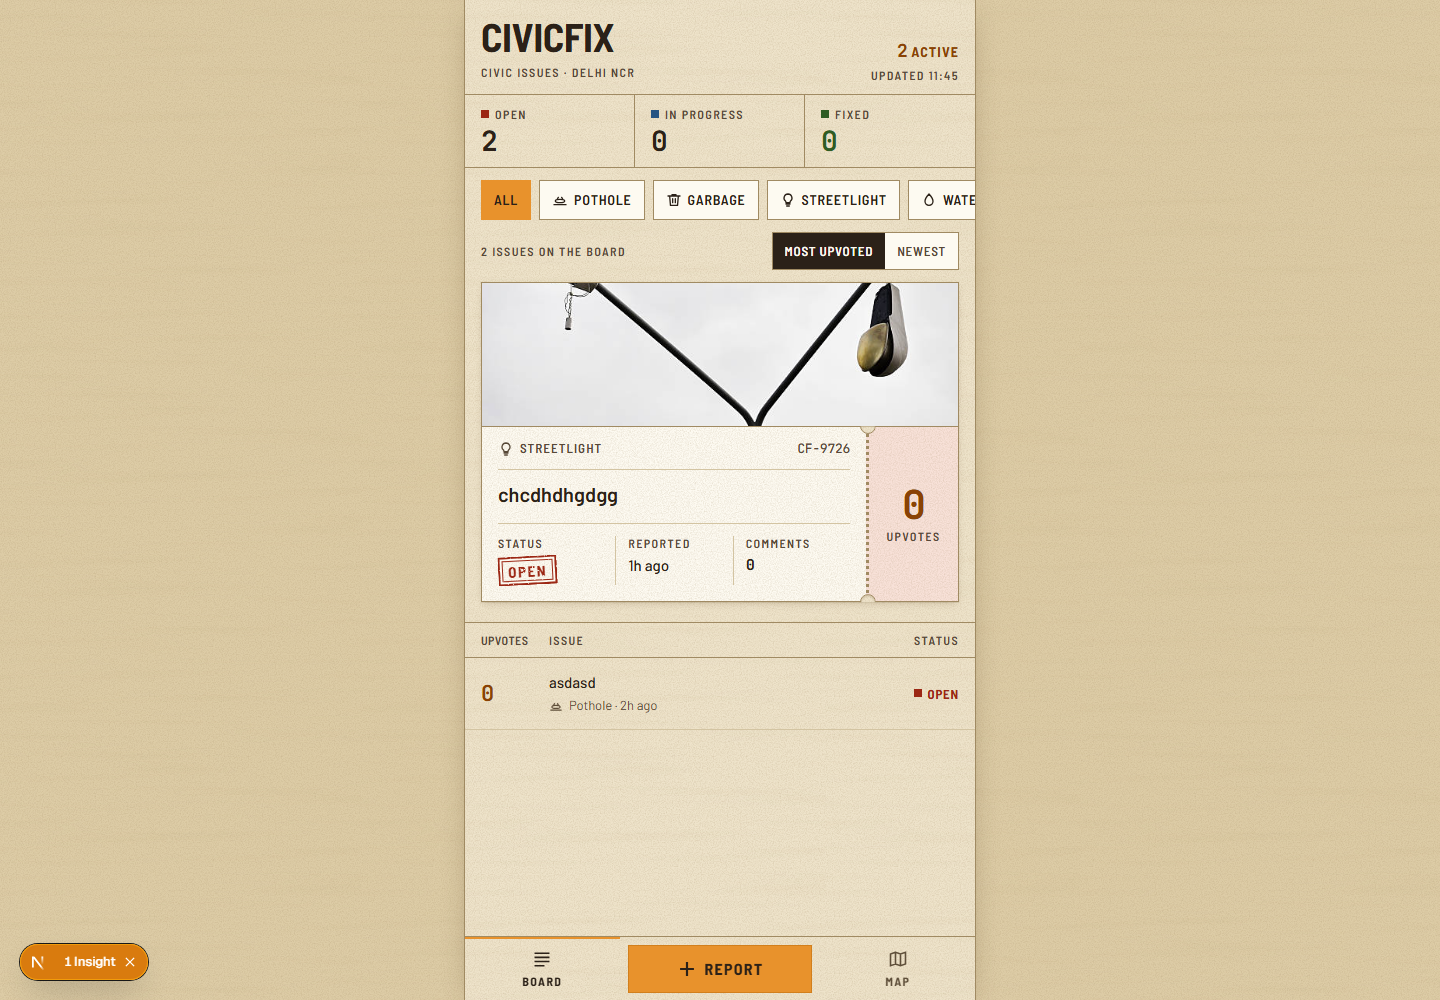 CIVICFIX
CIVIC ISSUES · DELHI NCR
2 ACTIVE
UPDATED 11:45
OPEN
2
IN PROGRESS
0
FIXED
0
ALL
POTHOLE
GARBAGE
STREETLIGHT
WATE
2 ISSUES ON THE BOARD
MOST UPVOTED
NEWEST
STREETLIGHT
CF-9726
chcdhdhgdgg
STATUS
OPEN
REPORTED
1h ago
COMMENTS
0
0
UPVOTES
UPVOTES
ISSUE
STATUS
0
asdasd
Pothole · 2h ago
OPEN
BOARD
+ REPORT
MAP
N
1 Insight